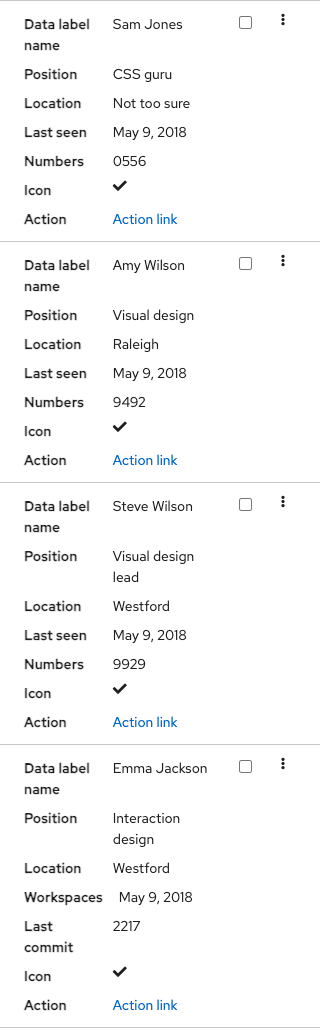 Data label Sam Jones
name
Position CSS guru
Location Not too sure
Last seen May 9, 2018
Numbers 0556
Icon
Action Action link
Data label Amy Wilson
name
Position Visual design
Location Raleigh
Last seen May 9, 2018
Numbers 9492
Icon
Action Action link
Data label Steve Wilson
name
Position Visual design
lead
Location Westford
Last seen May 9, 2018
Numbers 9929
Icon
Action Action link
Data label Emma Jackson
name
Position Interaction
design
Location Westford
Workspaces May 9, 2018
Last 2217
commit
Icon
Action Action link